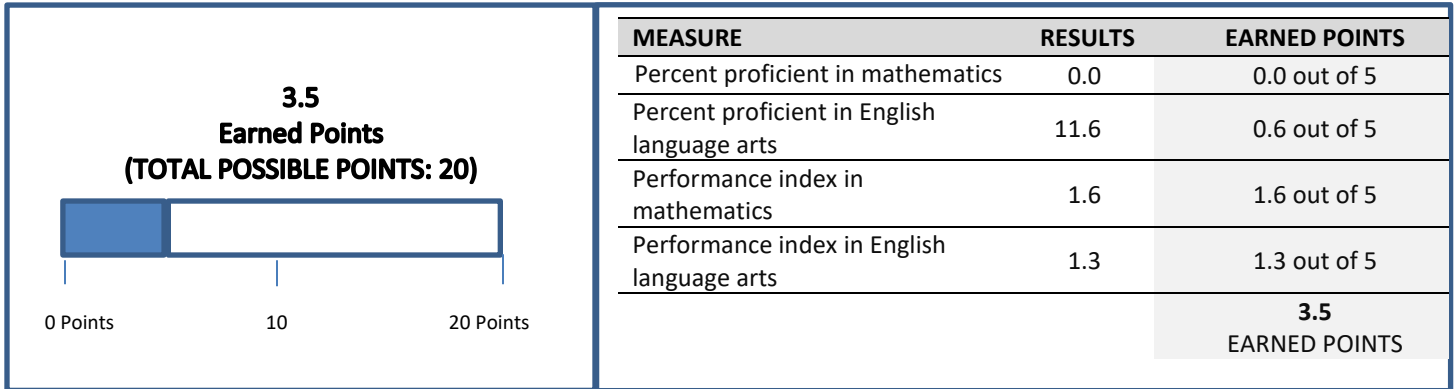 3.5
Earned Points
(TOTAL POSSIBLE POINTS: 20)
0 Points 10 20 Points
MEASURE RESULTS EARNED POINTS
Percent proficient in mathematics 0.0 0.0 out of 5
Percent proficient in English
language arts 11.6 0.6 out of 5
Performance index in
mathematics 1.6 1.6 out of 5
Performance index in English
language arts 1.3 1.3 out of 5
3.5
EARNED POINTS